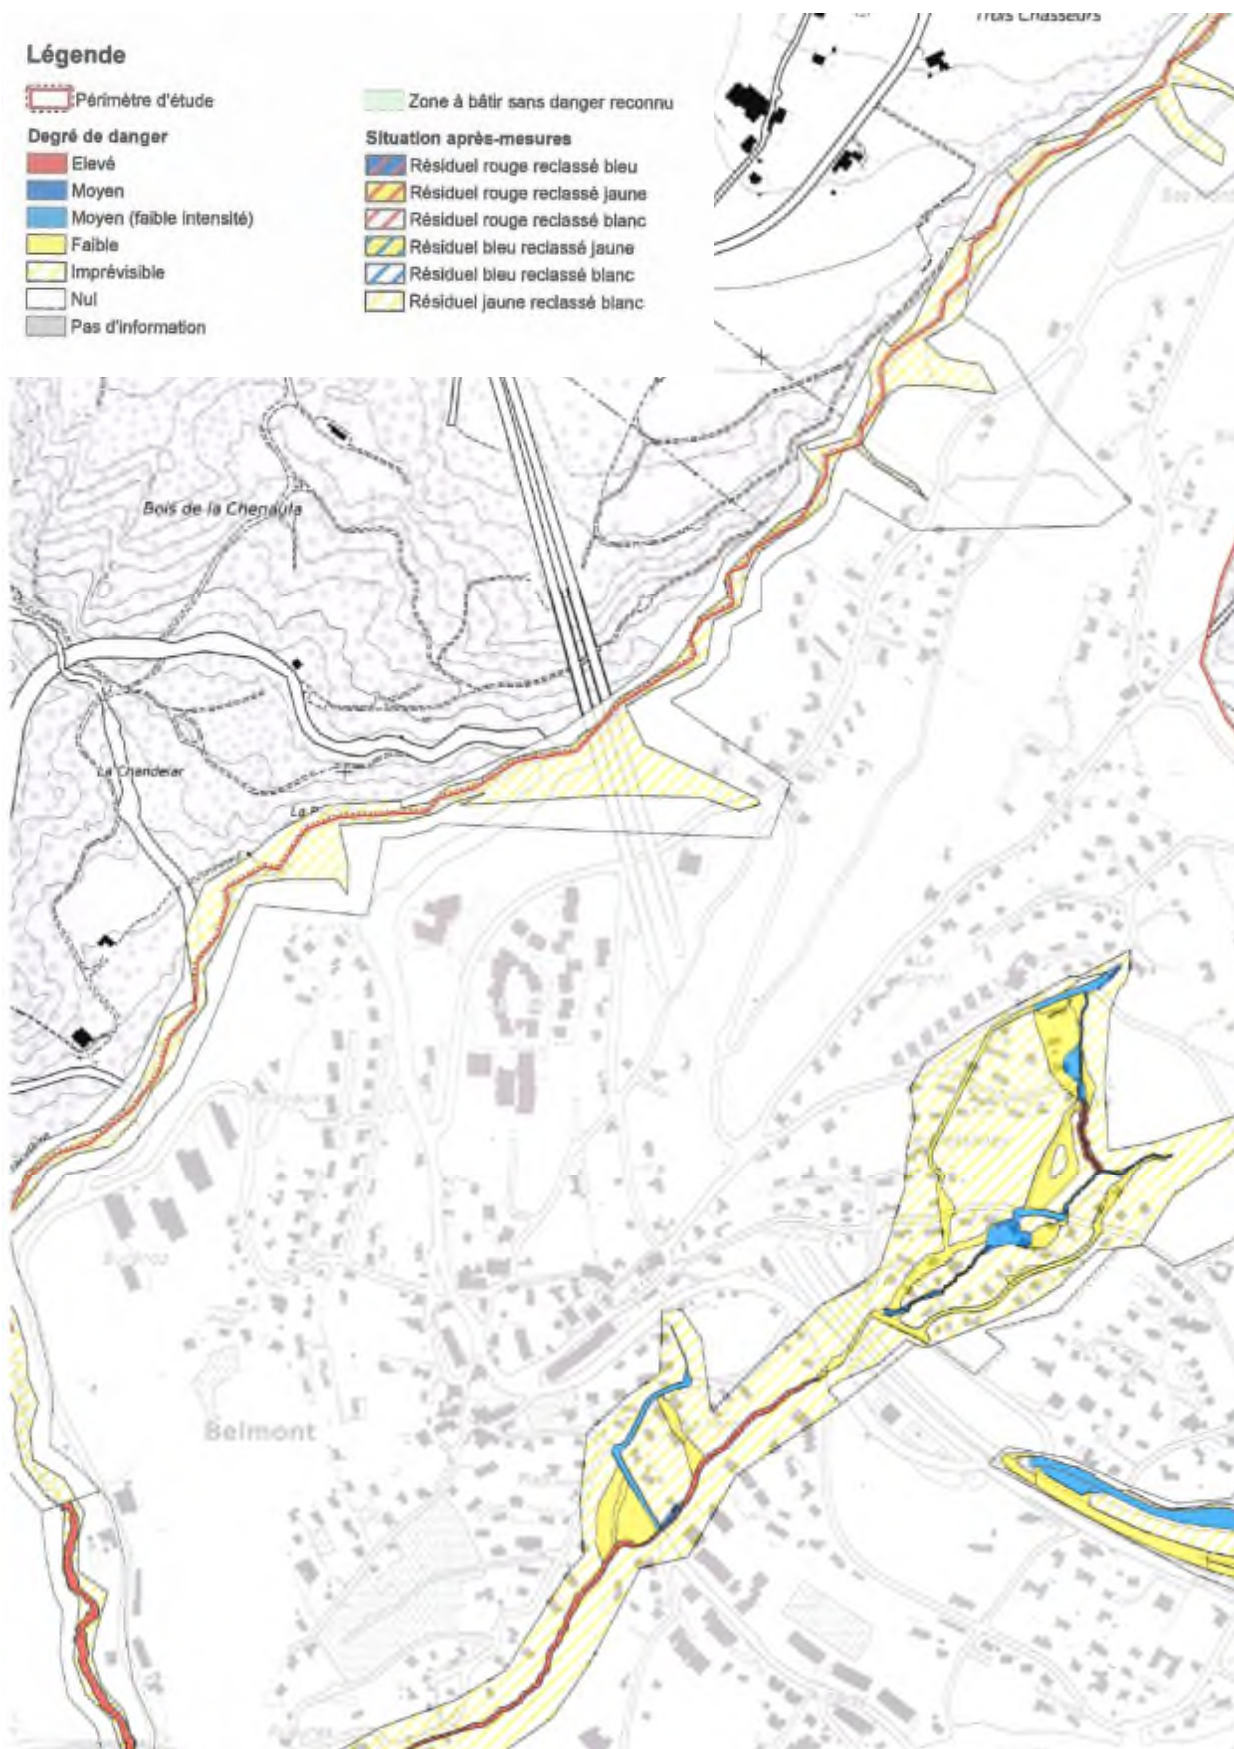 Trois Chasseurs
Légende
Périmètre d'étude
Degré de danger
Elevé
Moyen
Moyen (faible intensité)
Faible
Imprévisible
Nul
Pas d'information
Zone à bâtir sans danger reconnu
Situation après-mesures
Résiduel rouge reclassé bleu
Résiduel rouge reclassé jaune
Résiduel rouge reclassé blanc
Résiduel bleu reclassé jaune
Résiduel bleu reclassé blanc
Résiduel jaune reclassé blanc
Bois de la Chenaula
La Chandelar
Belmont